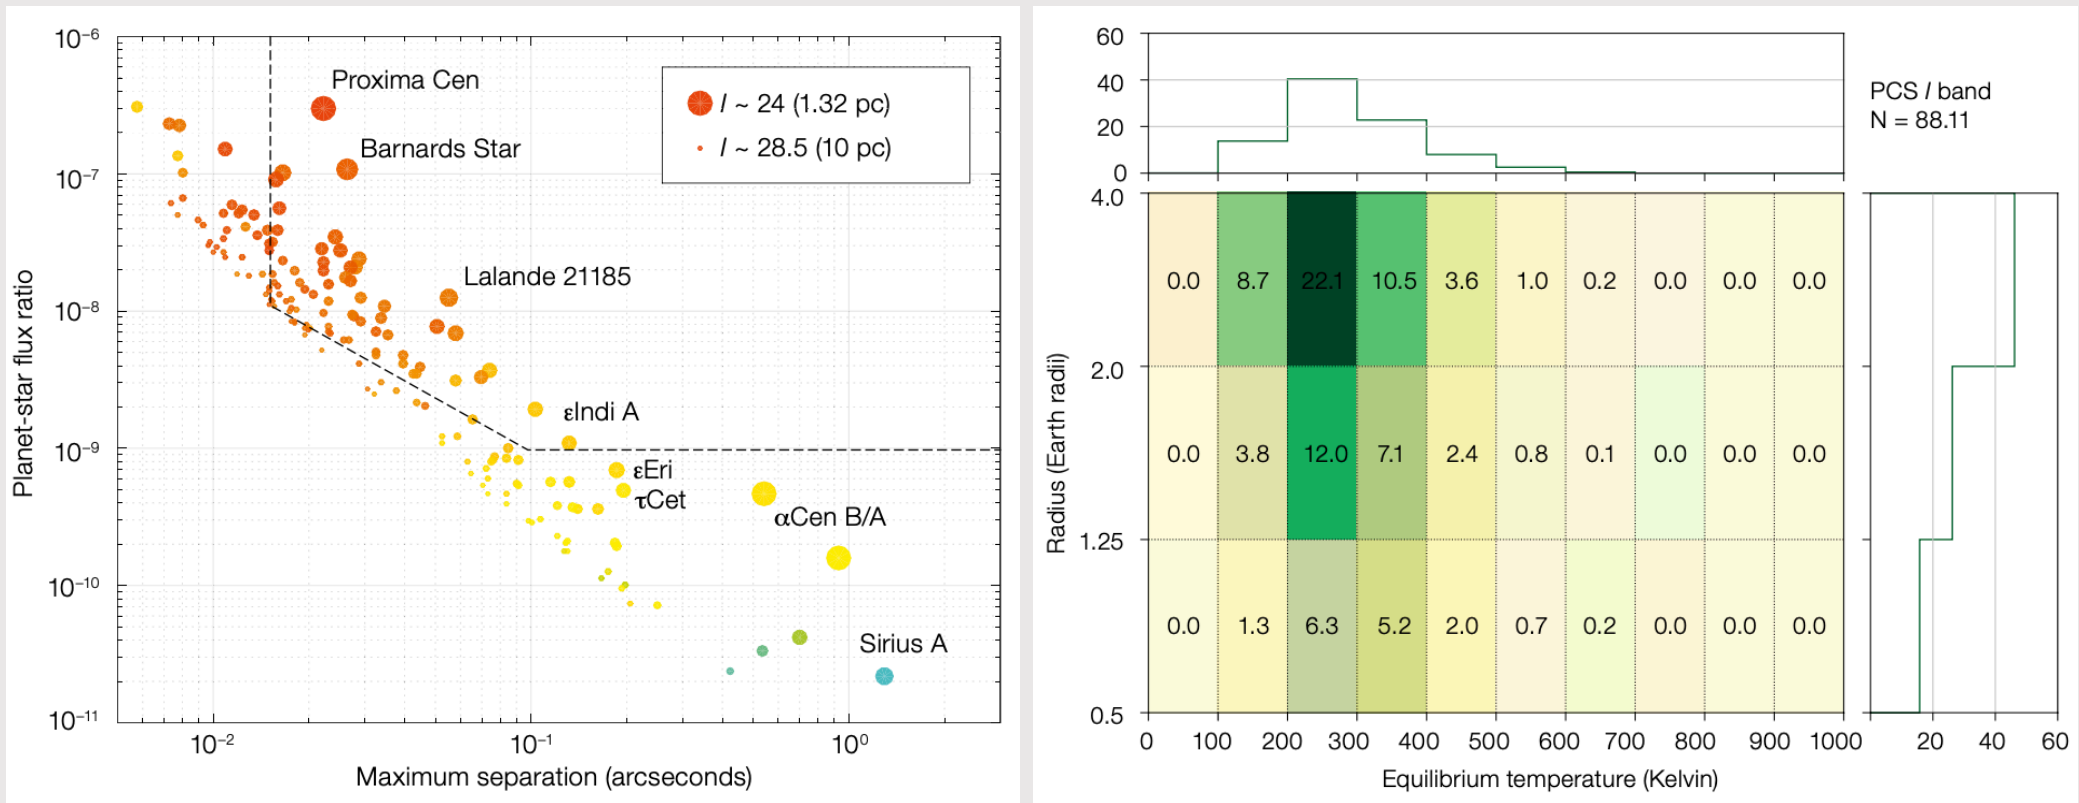 10⁻⁶
10⁻⁷
10⁻⁸
10⁻⁹
10⁻¹⁰
10⁻¹¹
Planet-star flux ratio
Proxima Cen
Barnards Star
Lalande 21185
εIndi A
εEri
τCet
αCen B/A
Sirius A
I ~ 24 (1.32 pc)
I ~ 28.5 (10 pc)
10⁻² 10⁻¹ 10⁰
Maximum separation (arcseconds)
60
40
20
0
PCS I band
N = 88.11
4.0
2.0
1.25
0.5
Radius (Earth radii)
0.0 8.7 22.1 10.5 3.6 1.0 0.2 0.0 0.0 0.0
0.0 3.8 12.0 7.1 2.4 0.8 0.1 0.0 0.0 0.0
0.0 1.3 6.3 5.2 2.0 0.7 0.2 0.0 0.0 0.0
0 100 200 300 400 500 600 700 800 900 1000
Equilibrium temperature (Kelvin)
20 40 60